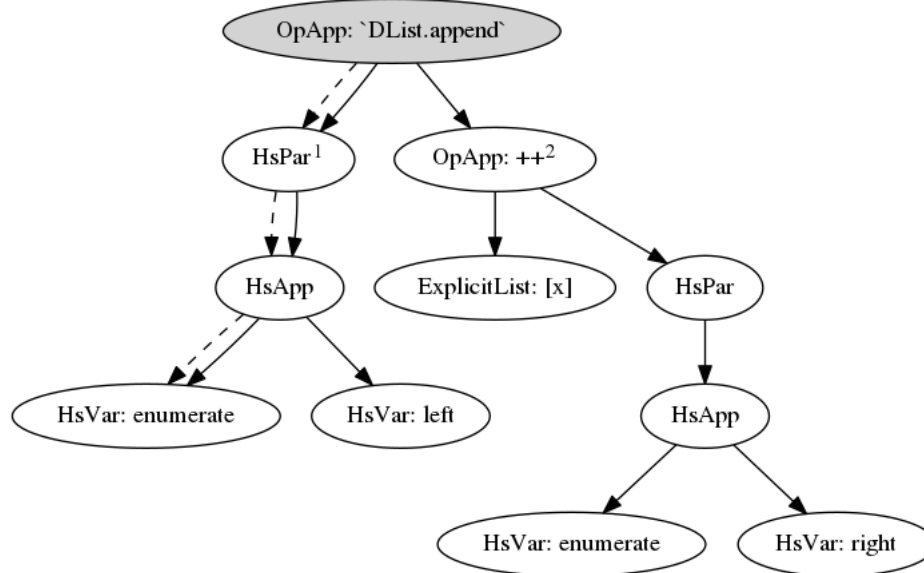 OpApp: `DList.append`
HsPar1 OpApp: ++2
HsApp ExplicitList: [x] HsPar
HsVar: enumerate HsVar: left HsApp
HsVar: enumerate HsVar: right